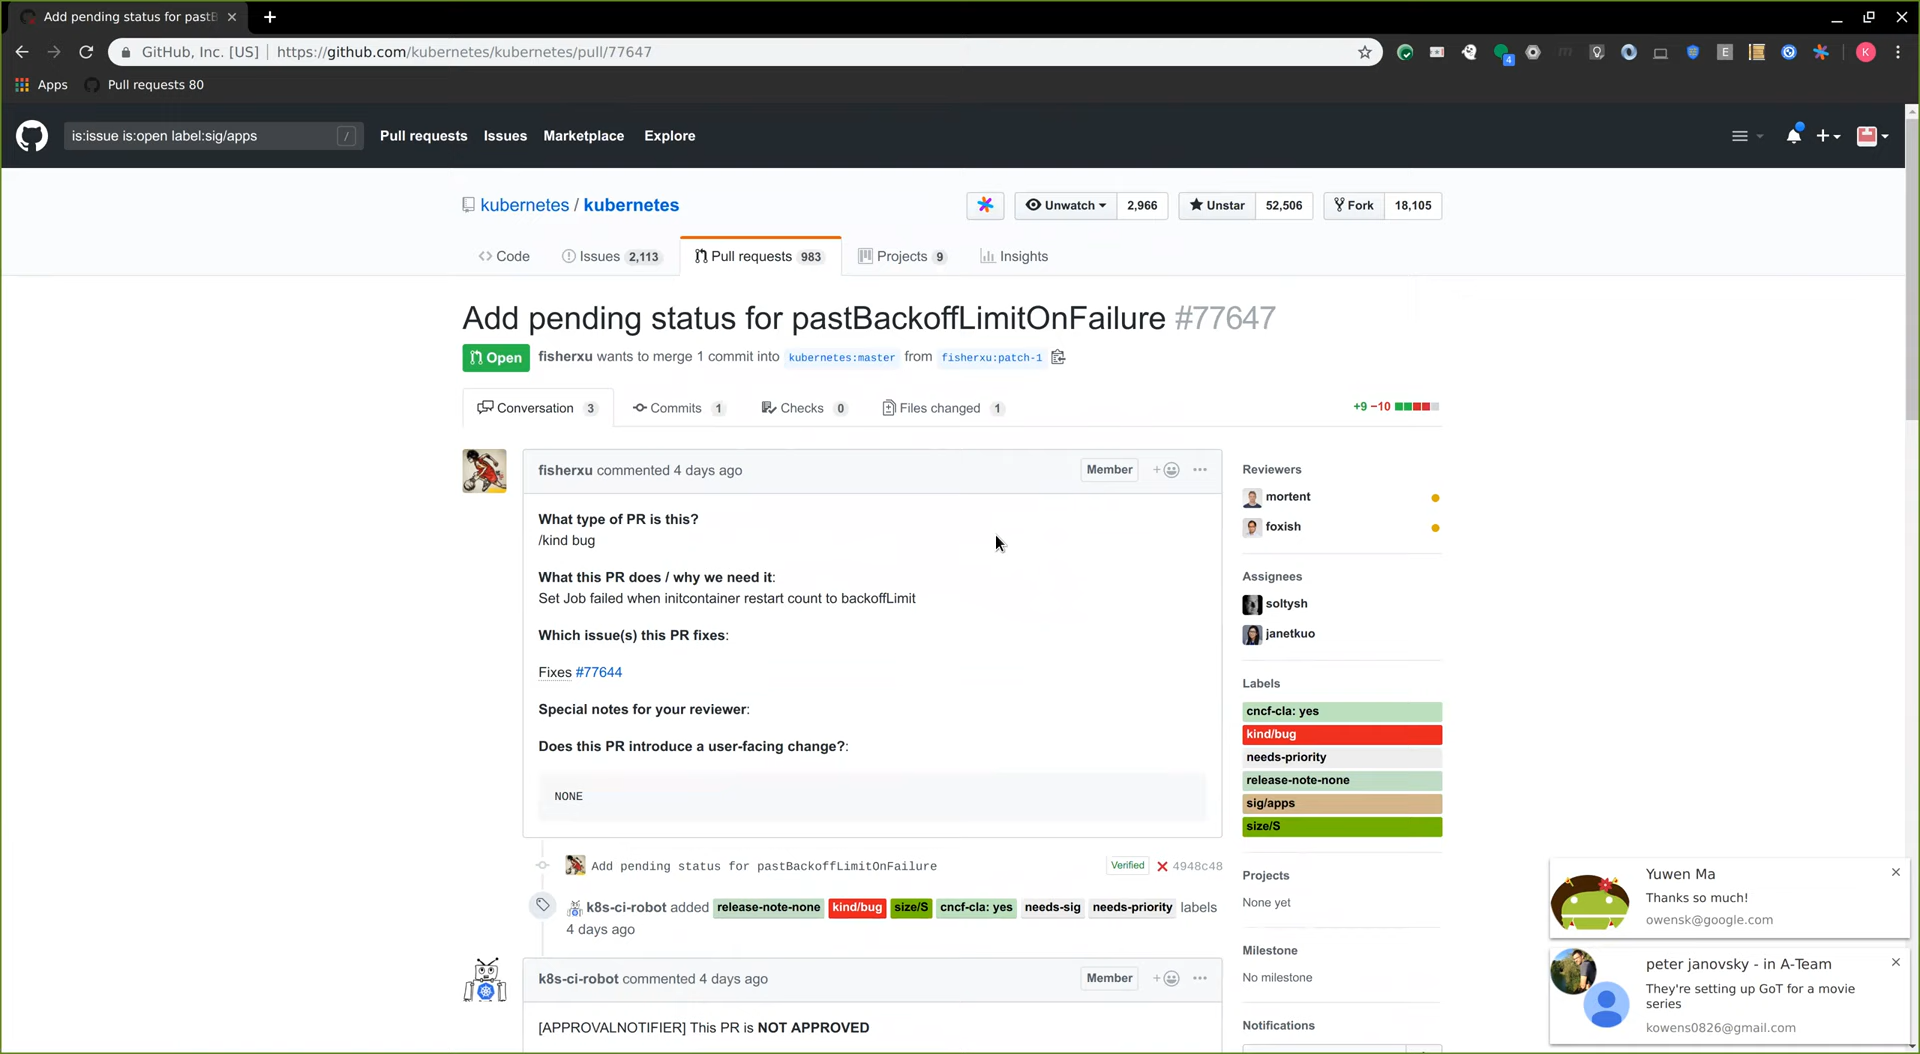 Add pending status for pastB
GitHub, Inc. [US] | https://github.com/kubernetes/kubernetes/pull/77647
4
E
K
Apps
Pull requests 80
is:issue is:open label:sig/apps
/
Pull requests
Issues
Marketplace
Explore
kubernetes / kubernetes
Unwatch 2,966
Unstar 52,506
Fork 18,105
Code
Issues 2,113
Pull requests 983
Projects 9
Insights
Add pending status for pastBackoffLimitOnFailure #77647
Open
fisherxu wants to merge 1 commit into kubernetes:master from fisherxu:patch-1
Conversation 3
Commits 1
Checks 0
Files changed 1
+9 −10
fisherxu commented 4 days ago
Member
What type of PR is this?
/kind bug
What this PR does / why we need it:
Set Job failed when initcontainer restart count to backoffLimit
Which issue(s) this PR fixes:
Fixes #77644
Special notes for your reviewer:
Does this PR introduce a user-facing change?:
NONE
Add pending status for pastBackoffLimitOnFailure
Verified
4948c48
k8s-ci-robot added release-note-none kind/bug size/S cncf-cla: yes needs-sig needs-priority labels
4 days ago
k8s-ci-robot commented 4 days ago
Member
[APPROVALNOTIFIER] This PR is NOT APPROVED
Reviewers
mortent
foxish
Assignees
soltysh
janetkuo
Labels
cncf-cla: yes
kind/bug
needs-priority
release-note-none
sig/apps
size/S
Projects
None yet
Milestone
No milestone
Notifications
Yuwen Ma
Thanks so much!
owensk@google.com
peter janovsky - in A-Team
They're setting up GoT for a movie
series
kowens0826@gmail.com